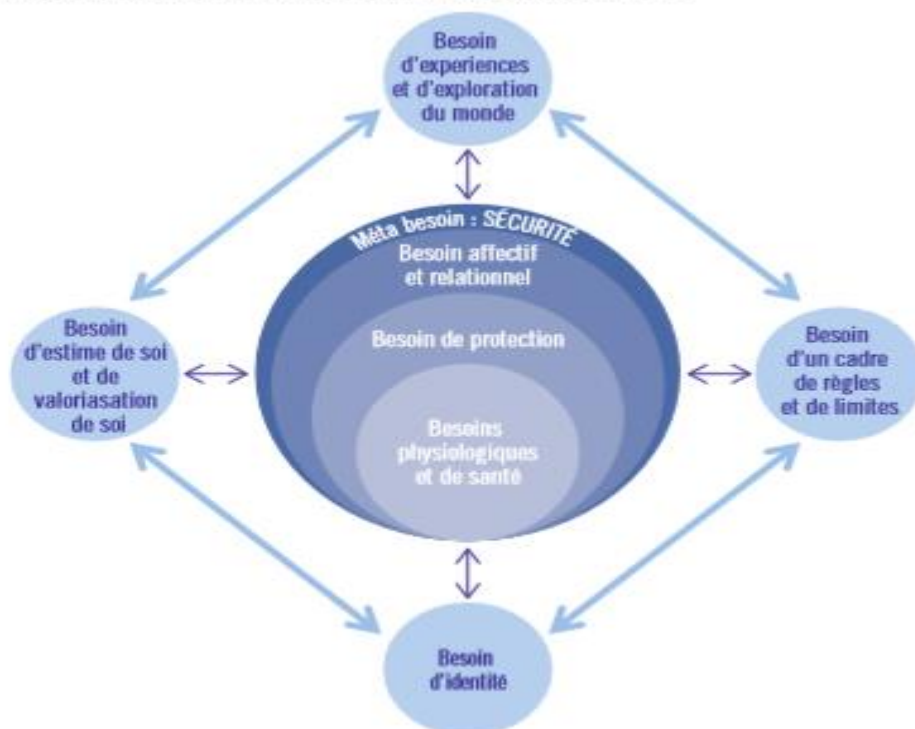 Besoin
d'experiences
et d'exploration
du monde
Méta besoin : SÉCURITÉ
Besoin affectif
et relationnel
Besoin de protection
Besoins
physiologiques
et de santé
Besoin
d'estime de soi
et de
valoriasation
de soi
Besoin
d'un cadre
de règles
et de limites
Besoin
d'identité